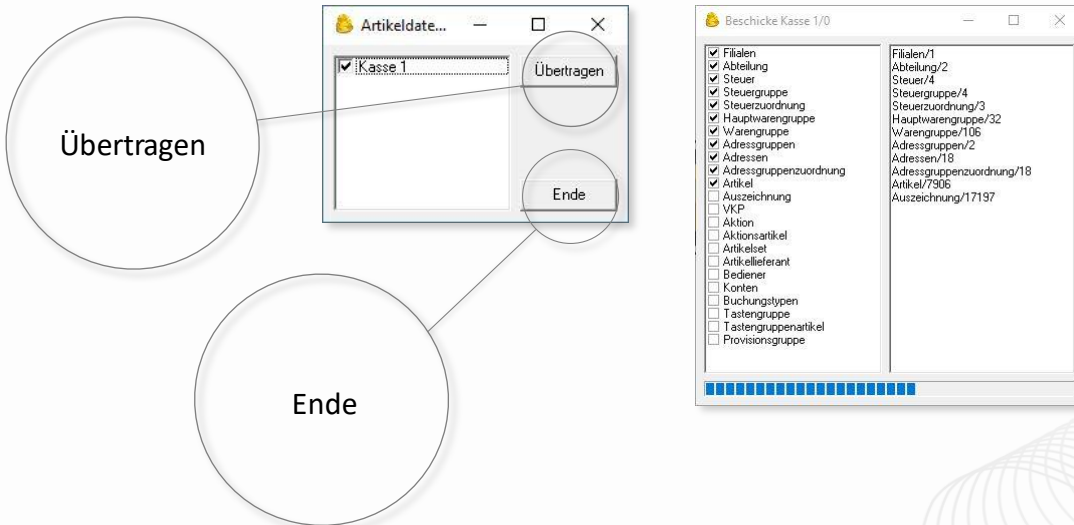 Artikeldate...
Kasse 1
Übertragen
Ende
Übertragen
Ende
Beschicke Kasse 1/0
Filialen
Abteilung
Steuer
Steuergruppe
Steuerzuordnung
Hauptwarengruppe
Warengruppe
Adressgruppen
Adressen
Adressgruppenzuordnung
Artikel
Auszeichnung
VKP
Aktion
Aktionsartikel
Artikelset
Artikellieferant
Bediener
Konten
Buchungstypen
Tastengruppe
Tastengruppenartikel
Provisionsgruppe
Filialen/1
Abteilung/2
Steuer/4
Steuergruppe/4
Steuerzuordnung/3
Hauptwarengruppe/32
Warengruppe/106
Adressgruppen/2
Adressen/18
Adressgruppenzuordnung/18
Artikel/7906
Auszeichnung/17197